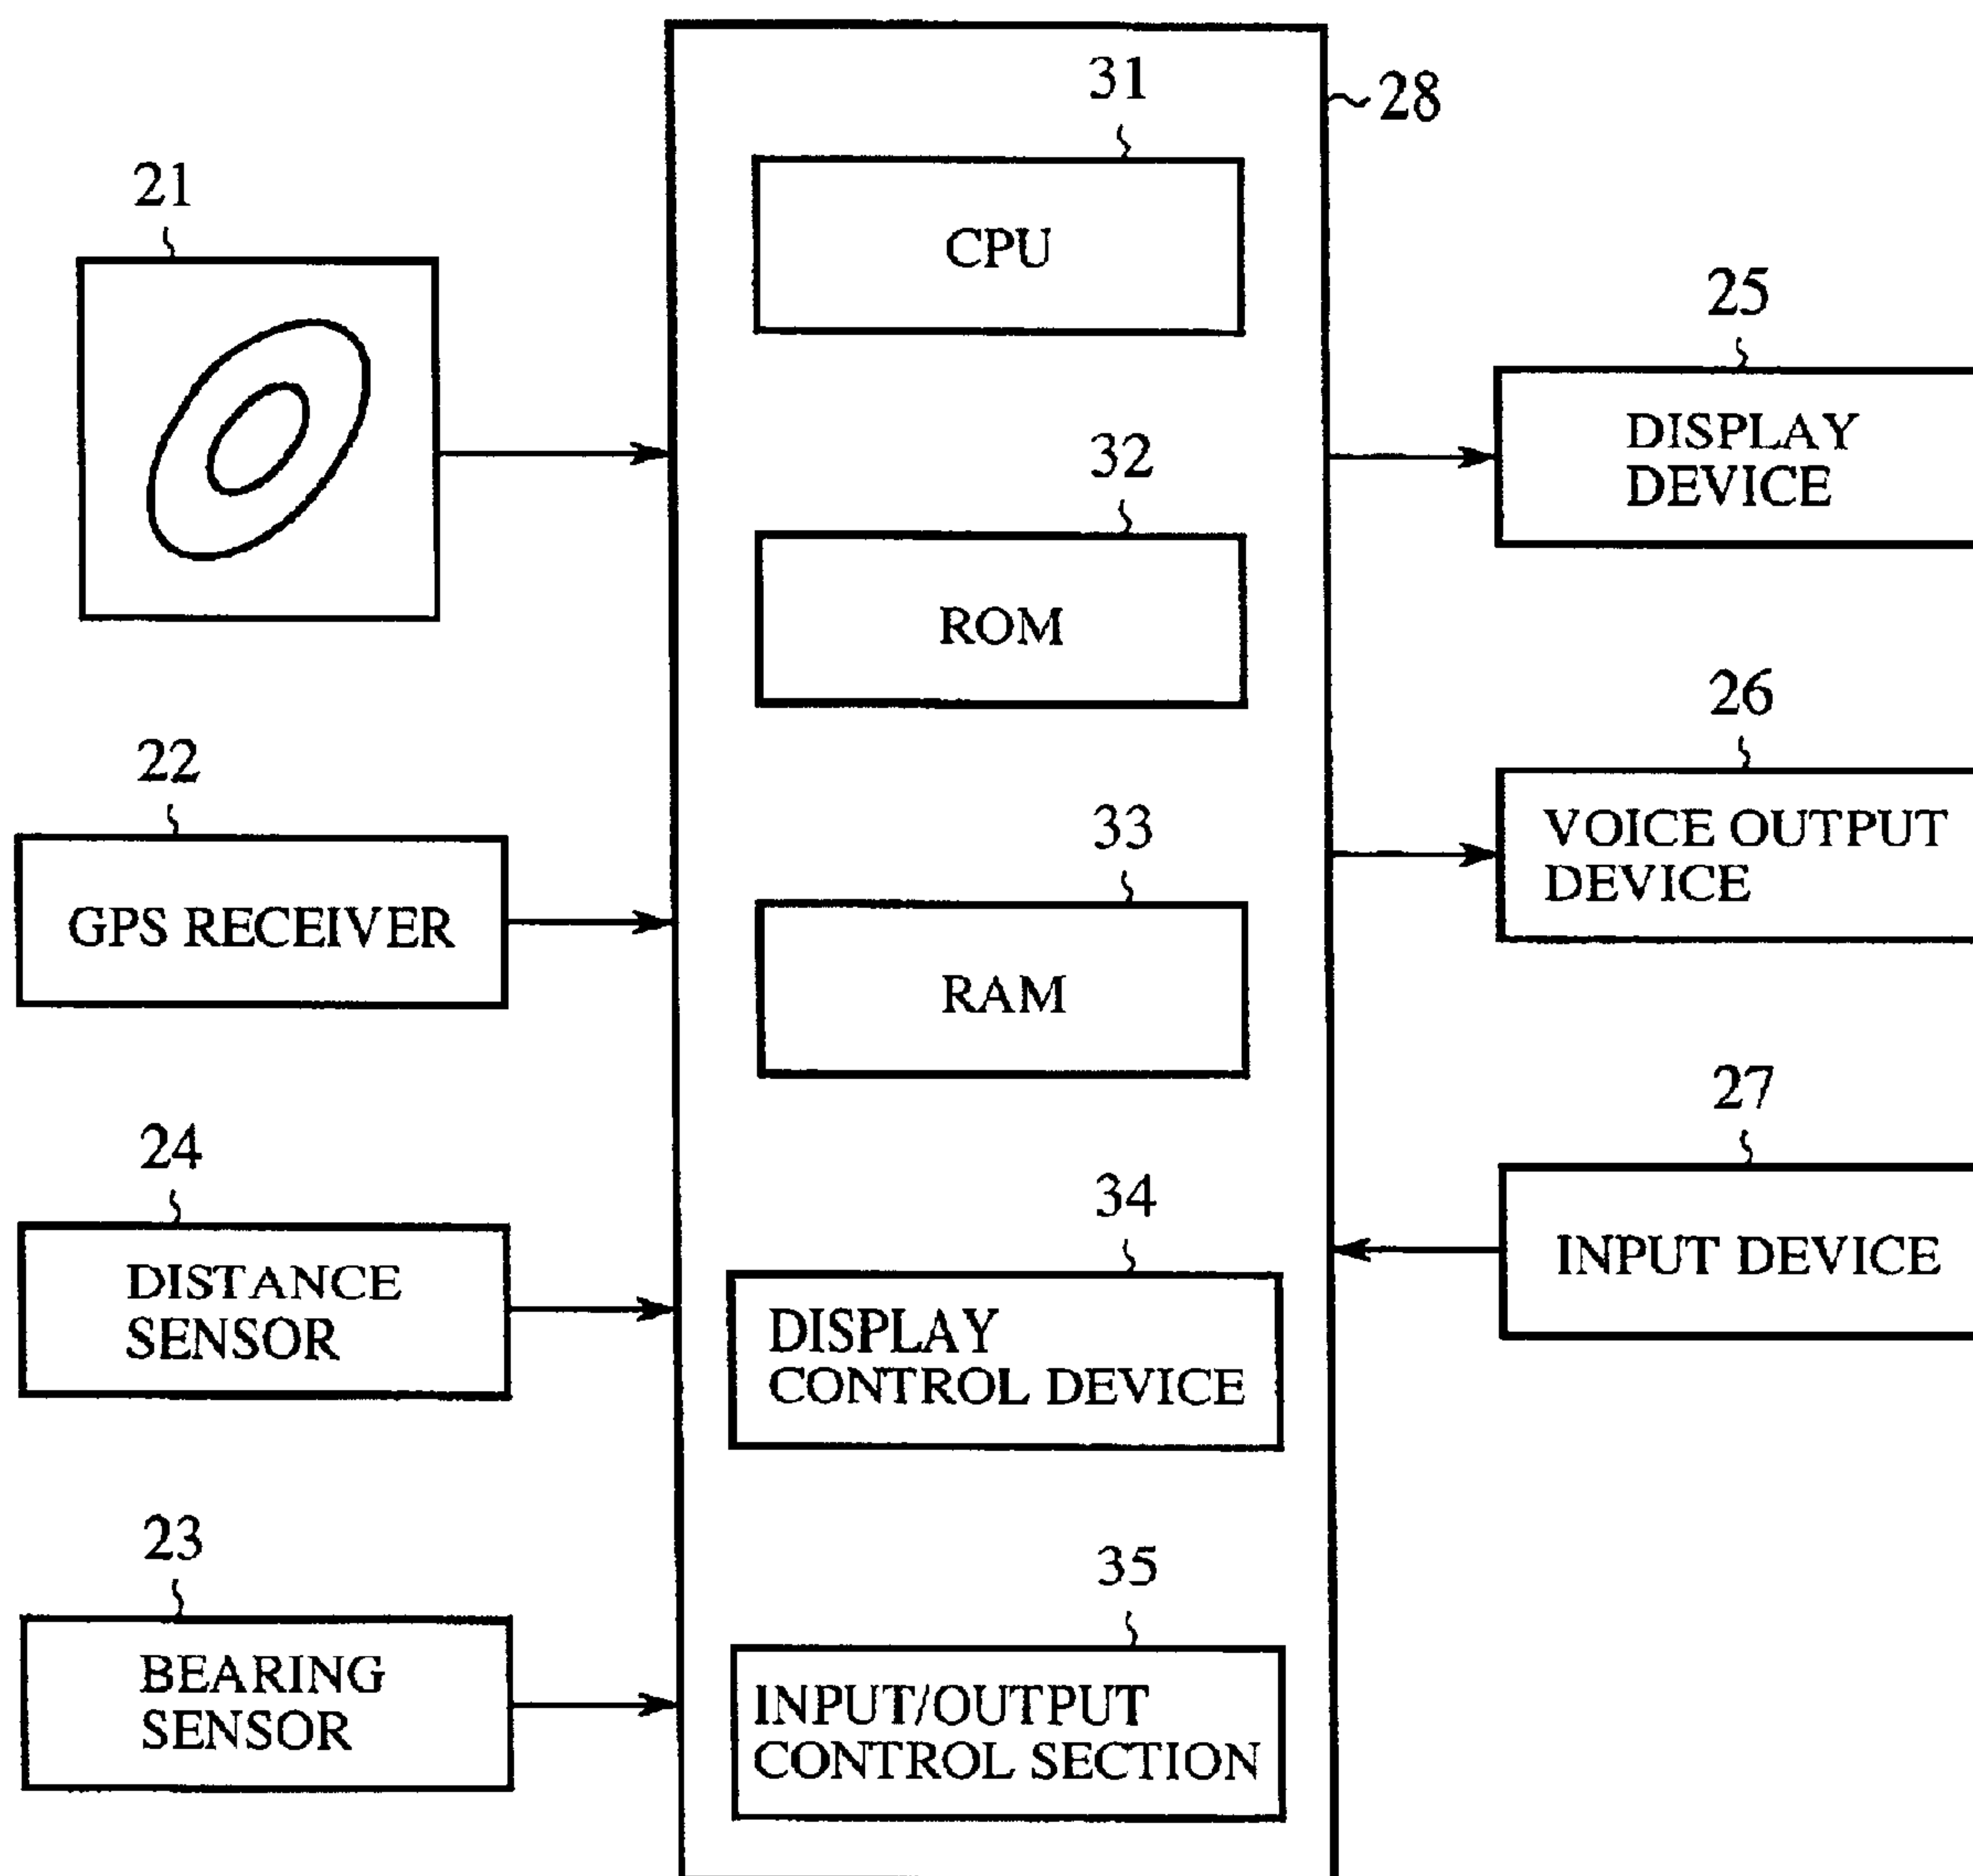 21
22
GPS RECEIVER
24
DISTANCE
SENSOR
23
BEARING
SENSOR
28
31
CPU
32
ROM
33
RAM
34
DISPLAY
CONTROL DEVICE
35
INPUT/OUTPUT
CONTROL SECTION
25
DISPLAY
DEVICE
26
VOICE OUTPUT
DEVICE
27
INPUT DEVICE